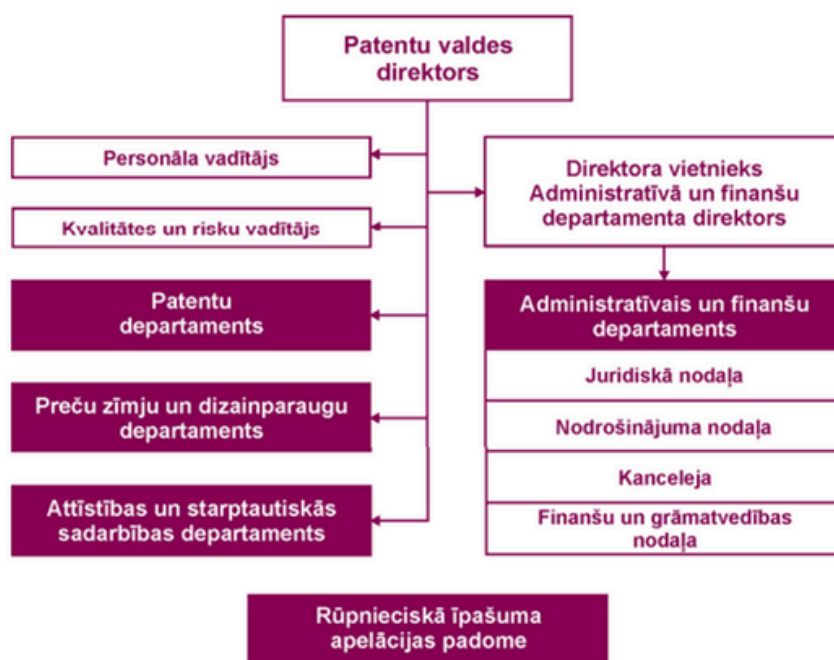 Patentu valdes
direktors
Personāla vadītājs
Kvalitātes un risku vadītājs
Patentu
departaments
Preču zīmju un dizainparaugu
departaments
Attīstības un starptautiskās
sadarbības departaments
Direktora vietnieks
Administratīvā un finanšu
departamenta direktors
Administratīvais un finanšu
departaments
Juridiskā nodaļa
Nodrošinājuma nodaļa
Kanceleja
Finanšu un grāmatvedības
nodaļa
Rūpnieciskā īpašuma
apelācijas padome